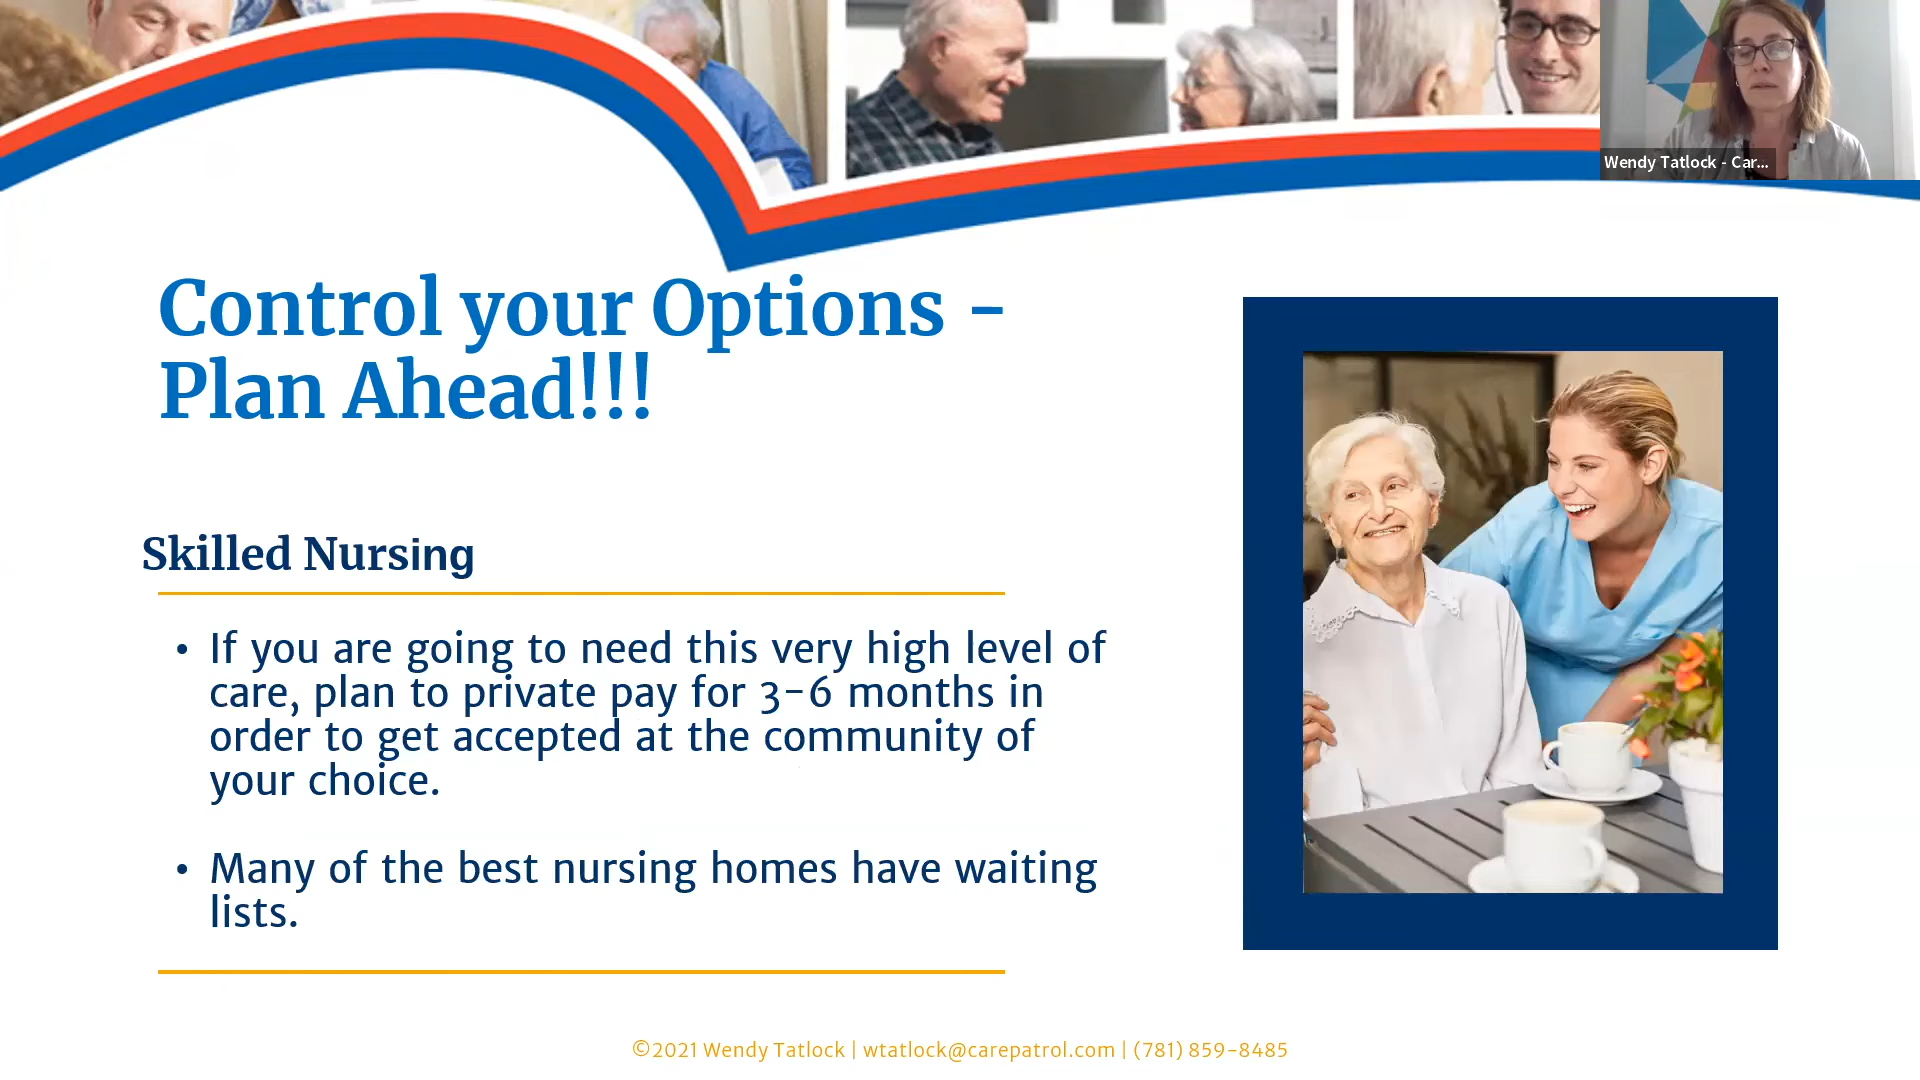 Wendy Tatlock - Car...
Control your Options -
Plan Ahead!!!
Skilled Nursing
• If you are going to need this very high level of
care, plan to private pay for 3-6 months in
order to get accepted at the community of
your choice.
• Many of the best nursing homes have waiting
lists.
©2021 Wendy Tatlock | wtatlock@carepatrol.com | (781) 859-8485